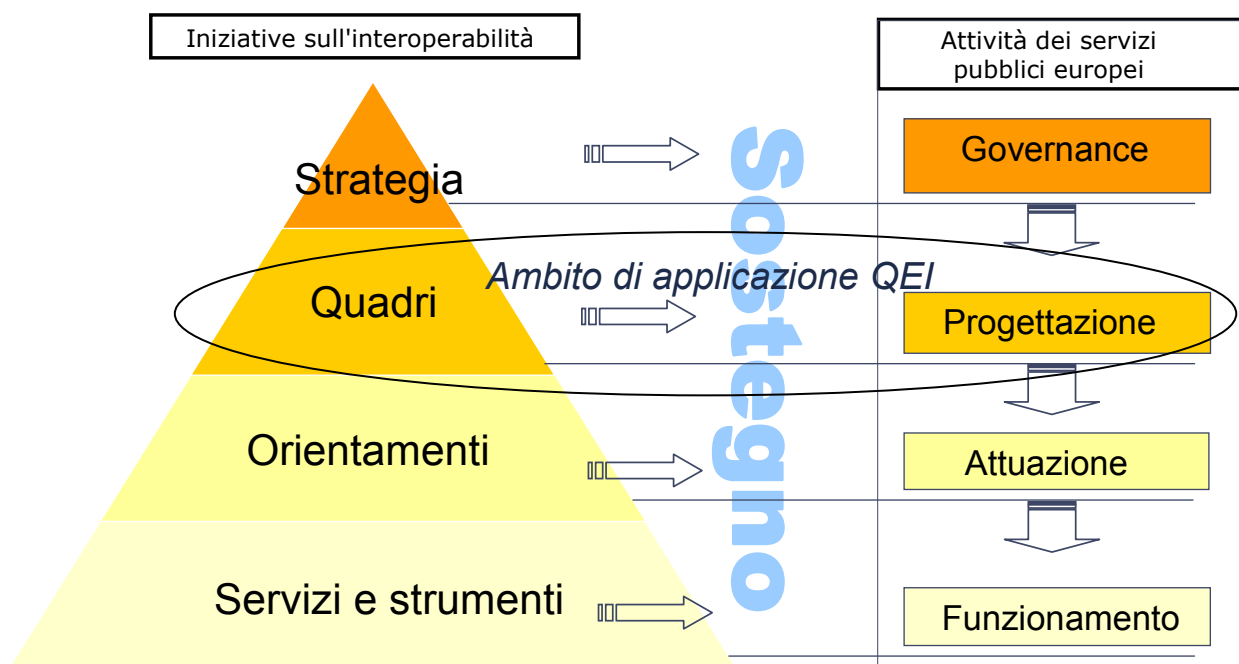 Iniziative sull'interoperabilità
Attività dei servizi
pubblici europei
Strategia
Governance
Ambito di applicazione QEI
Quadri
Progettazione
Sostegno
Orientamenti
Attuazione
Servizi e strumenti
Funzionamento